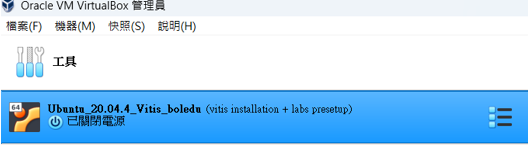 Oracle VM VirtualBox 管理員
檔案(F) 機器(M) 快照(S) 說明(H)
工具
64
Ubuntu_20.04.4_Vitis_boledu (vitis installation + labs presetup)
已關閉電源